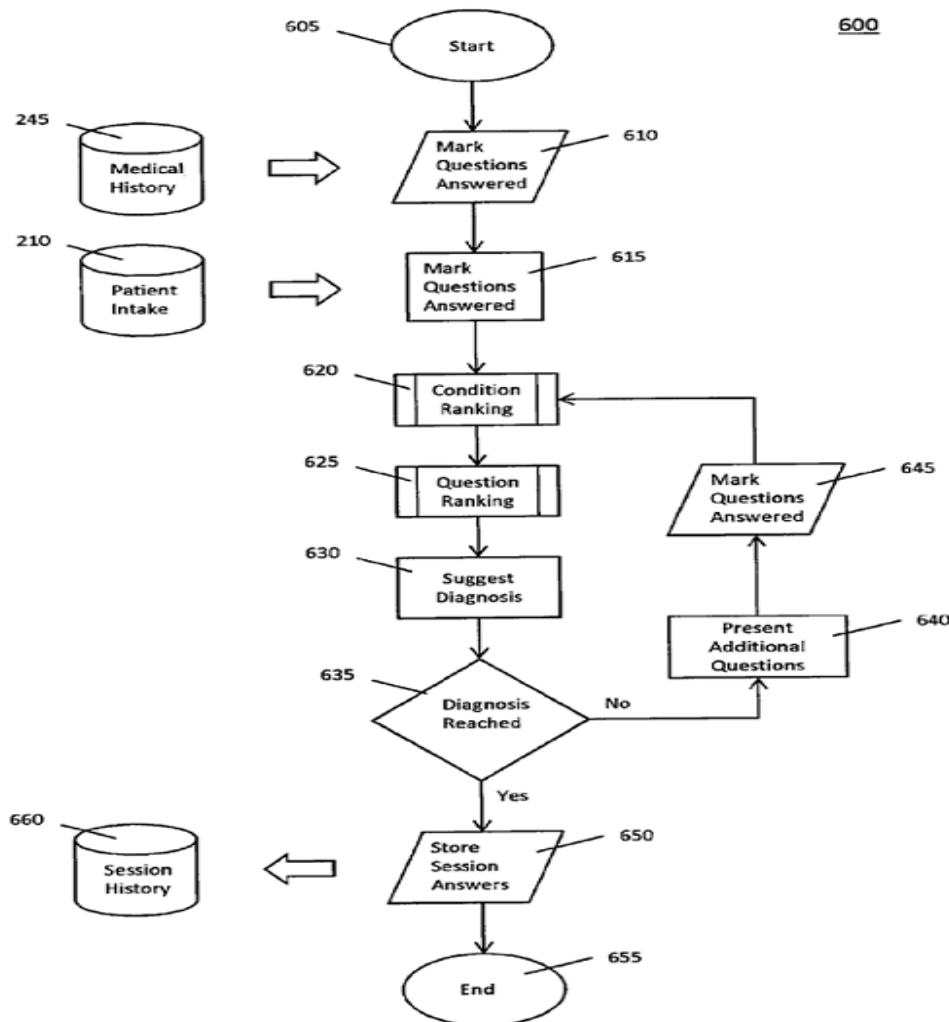 600
605
Start
245
Medical
History
610
Mark
Questions
Answered
210
Patient
Intake
615
Mark
Questions
Answered
620
Condition
Ranking
625
Question
Ranking
645
Mark
Questions
Answered
630
Suggest
Diagnosis
640
Present
Additional
Questions
635
Diagnosis
Reached
No
Yes
660
Session
History
650
Store
Session
Answers
655
End